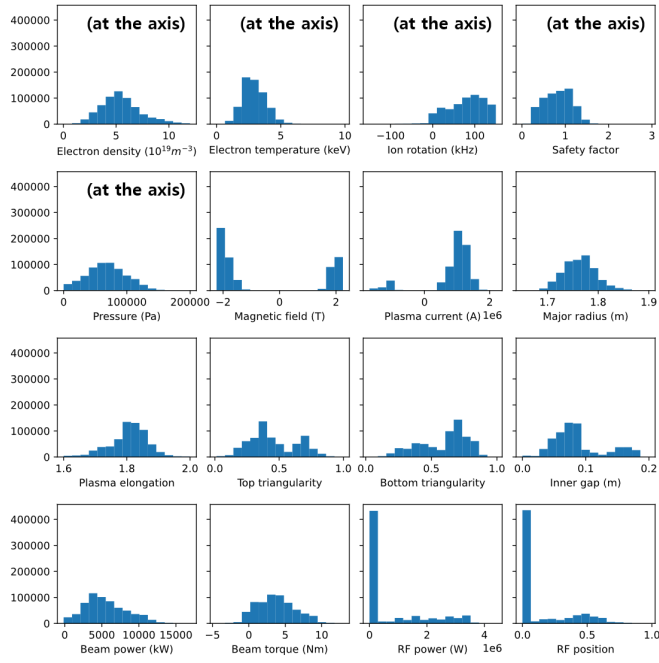 (at the axis) (at the axis) (at the axis) (at the axis)
400000
300000
200000
100000
0
0 5 10 0 5 10 −100 0 100 0 1 2 3
Electron density (10¹⁹m⁻³) Electron temperature (keV) Ion rotation (kHz) Safety factor
(at the axis)
400000
300000
200000
100000
0
0 100000 200000 −2 0 2 0 1 1.7 1.8 1.9
Pressure (Pa) Magnetic field (T) Plasma current (A) 1e6 Major radius (m)
400000
300000
200000
100000
0
1.6 1.8 2.0 0.0 0.5 1.0 0.0 0.5 1.0 0.0 0.1 0.2
Plasma elongation Top triangularity Bottom triangularity Inner gap (m)
400000
300000
200000
100000
0
0 5000 10000 15000 −5 0 5 10 0 2 4 0.0 0.5 1.0
Beam power (kW) Beam torque (Nm) RF power (W) 1e6 RF position